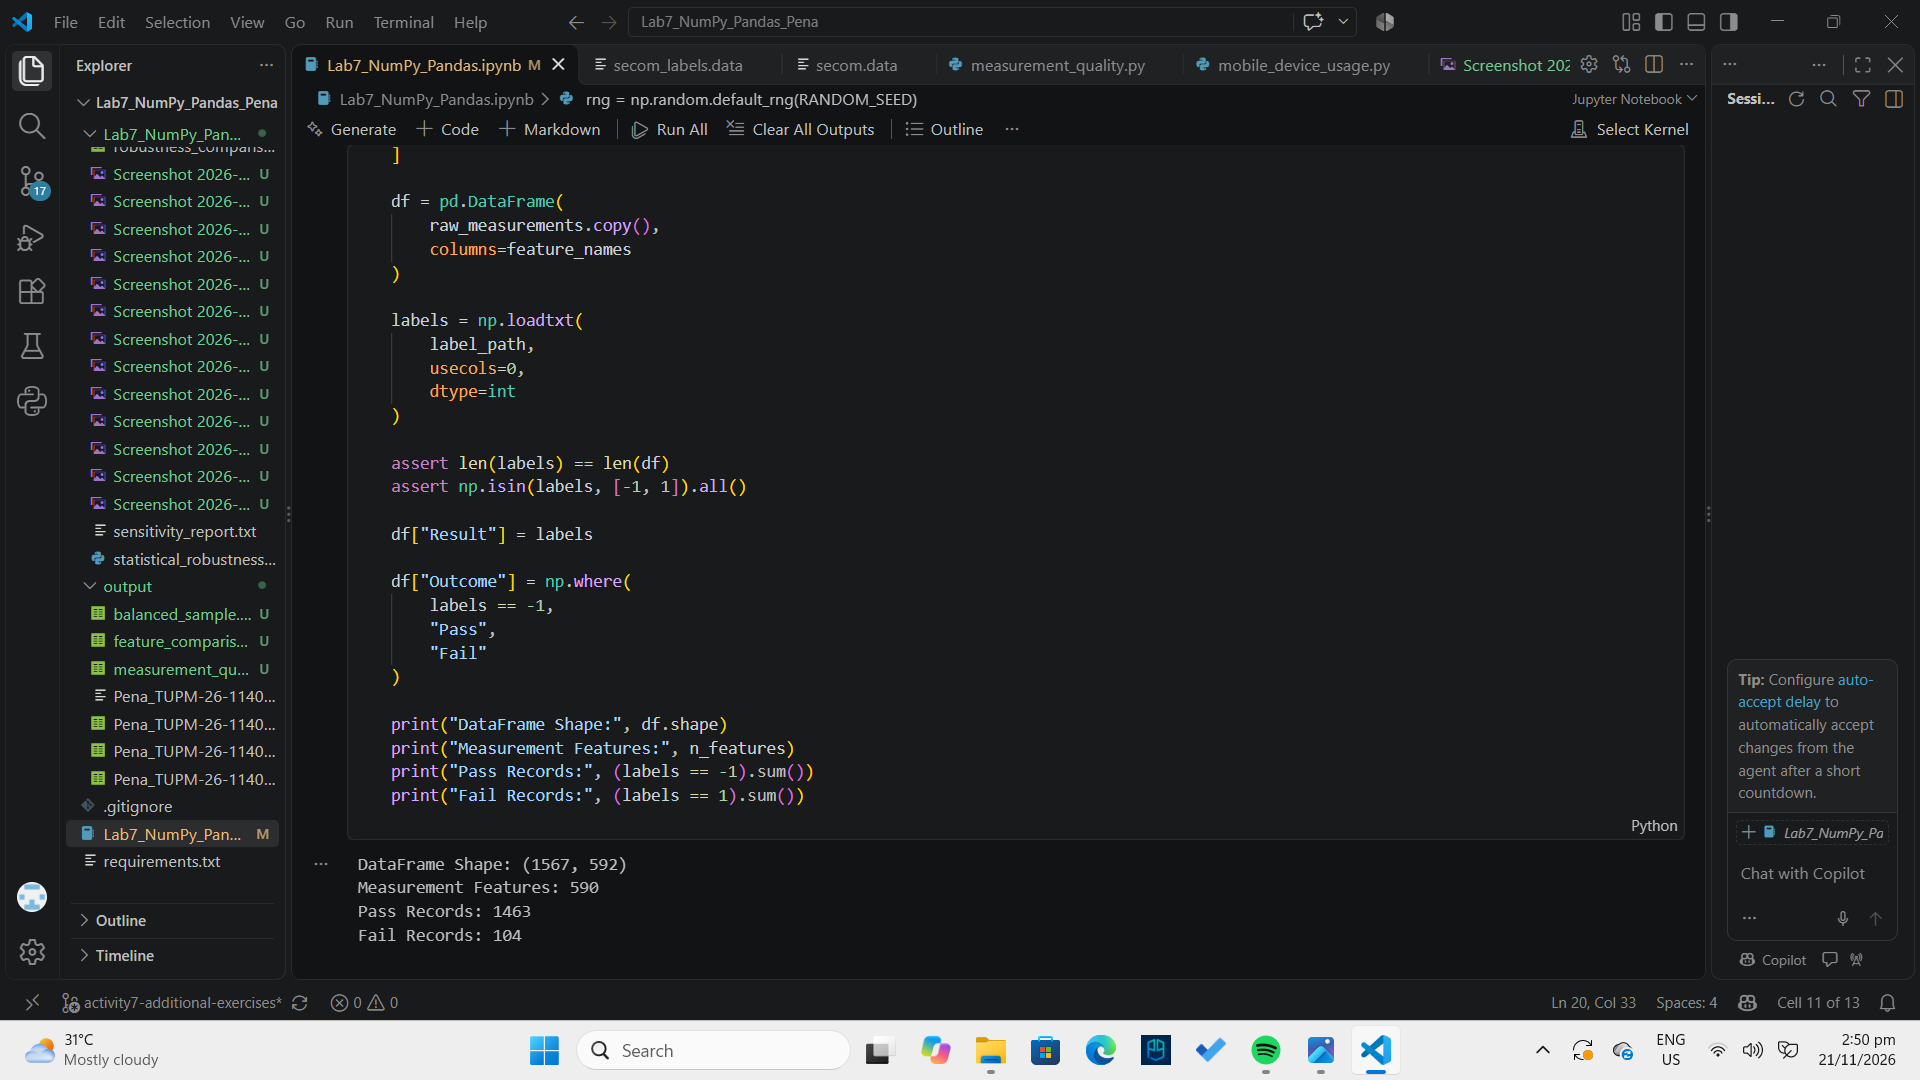 File Edit Selection View Go Run Terminal Help
Lab7_NumPy_Pandas_Pena
Explorer
Lab7_NumPy_Pandas_Pena
Lab7_NumPy_Pan...
robustness_comparis...
Screenshot 2026-... U
Screenshot 2026-... U
Screenshot 2026-... U
Screenshot 2026-... U
Screenshot 2026-... U
Screenshot 2026-... U
Screenshot 2026-... U
Screenshot 2026-... U
Screenshot 2026-... U
Screenshot 2026-... U
Screenshot 2026-... U
Screenshot 2026-... U
Screenshot 2026-... U
sensitivity_report.txt
statistical_robustness...
output
balanced_sample.... U
feature_comparis... U
measurement_qu... U
Pena_TUPM-26-1140...
Pena_TUPM-26-1140...
Pena_TUPM-26-1140...
Pena_TUPM-26-1140...
.gitignore
Lab7_NumPy_Pan... M
requirements.txt
Outline
Timeline
17
Lab7_NumPy_Pandas.ipynb M secom_labels.data secom.data measurement_quality.py mobile_device_usage.py Screenshot 202
Lab7_NumPy_Pandas.ipynb > rng = np.random.default_rng(RANDOM_SEED) Jupyter Notebook
Generate + Code + Markdown Run All Clear All Outputs Outline ... Select Kernel
]
df = pd.DataFrame(
raw_measurements.copy(),
columns=feature_names
)
labels = np.loadtxt(
label_path,
usecols=0,
dtype=int
)
assert len(labels) == len(df)
assert np.isin(labels, [-1, 1]).all()
df["Result"] = labels
df["Outcome"] = np.where(
labels == -1,
"Pass",
"Fail"
)
print("DataFrame Shape:", df.shape)
print("Measurement Features:", n_features)
print("Pass Records:", (labels == -1).sum())
print("Fail Records:", (labels == 1).sum())
Python
DataFrame Shape: (1567, 592)
Measurement Features: 590
Pass Records: 1463
Fail Records: 104
Sessi...
Tip: Configure auto-
accept delay to
automatically accept
changes from the
agent after a short
countdown.
Lab7_NumPy_Pa
Chat with Copilot
Copilot
activity7-additional-exercises* 0 0
Ln 20, Col 33 Spaces: 4 Cell 11 of 13
31°C
Mostly cloudy
Search
ENG
US
2:50 pm
21/11/2026